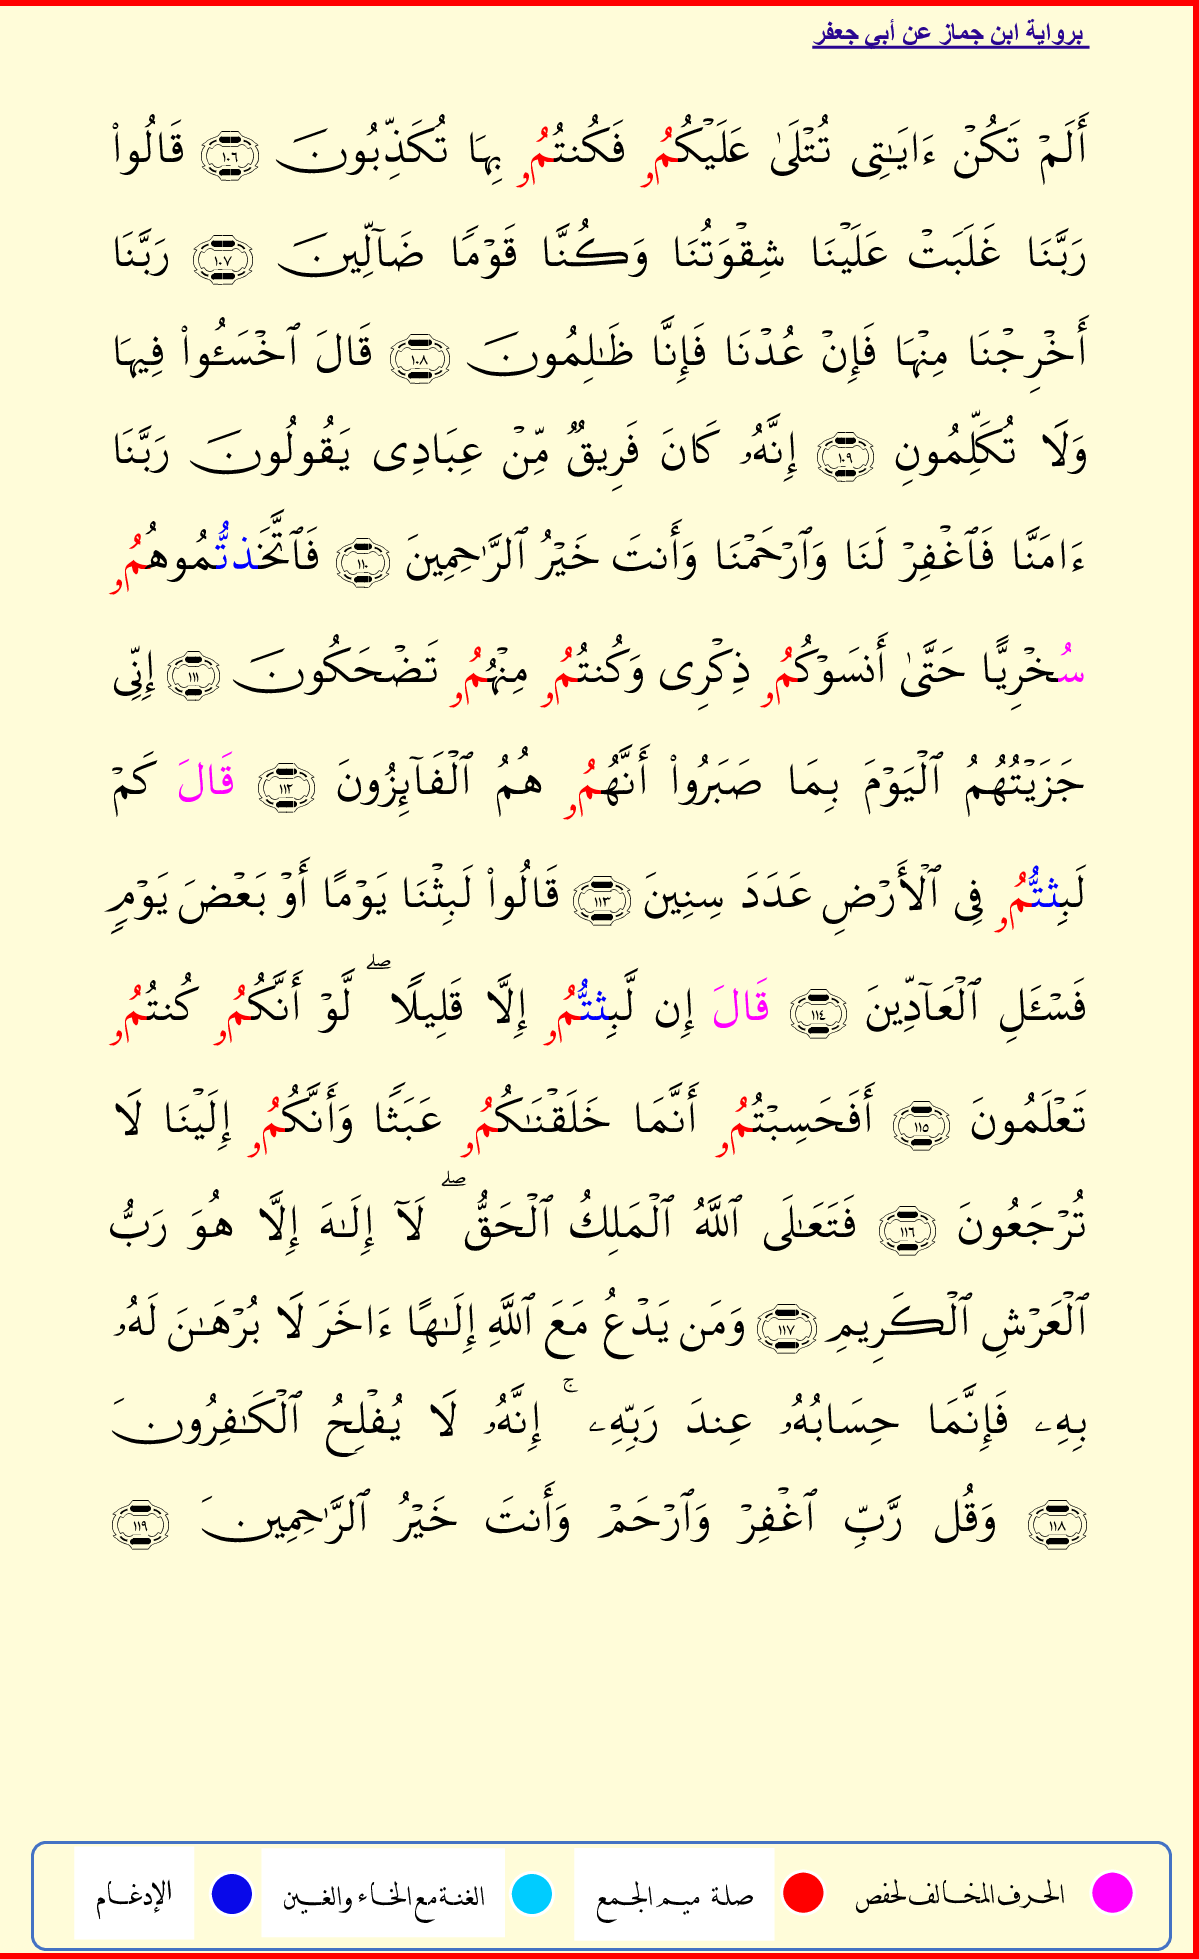 برواية ابن جماز عن أبي جعفر
أَلَمْ تَكُنْ ءَايَـٰتِى تُتْلَىٰ عَلَيْكُمُۥ فَكُنتُمُۥ بِهَا تُكَذِّبُونَ ١٠٦ قَالُوا۟
رَبَّنَا غَلَبَتْ عَلَيْنَا شِقْوَتُنَا وَكُنَّا قَوْمًا ضَآلِّينَ ١٠٧ رَبَّنَا
أَخْرِجْنَا مِنْهَا فَإِنْ عُدْنَا فَإِنَّا ظَـٰلِمُونَ ١٠٨ قَالَ ٱخْسَـُٔوا۟ فِيهَا
وَلَا تُكَلِّمُونِ ١٠٩ إِنَّهُۥ كَانَ فَرِيقٌ مِّنْ عِبَادِى يَقُولُونَ رَبَّنَا
ءَامَنَّا فَٱغْفِرْ لَنَا وَٱرْحَمْنَا وَأَنتَ خَيْرُ ٱلرَّٰحِمِينَ ١١٠ فَٱتَّخَذتُّمُوهُمُۥ
سُخْرِيًّا حَتَّىٰ أَنسَوْكُمُۥ ذِكْرِى وَكُنتُمُۥ مِنْهُمُۥ تَضْحَكُونَ ١١١ إِنِّى
جَزَيْتُهُمُ ٱلْيَوْمَ بِمَا صَبَرُوا۟ أَنَّهُمُۥ هُمُ ٱلْفَآئِزُونَ ١١٣ قَالَ كَمْ
لَبِثتُّمُۥ فِى ٱلْأَرْضِ عَدَدَ سِنِينَ ١١٣ قَالُوا۟ لَبِثْنَا يَوْمًا أَوْ بَعْضَ يَوْمٍ
فَسْـَٔلِ ٱلْعَآدِّينَ ١١٤ قَالَ إِن لَّبِثتُّمُۥ إِلَّا قَلِيلًا ۖ لَّوْ أَنَّكُمُۥ كُنتُمُۥ
تَعْلَمُونَ ١١٥ أَفَحَسِبْتُمُۥ أَنَّمَا خَلَقْنَـٰكُمُۥ عَبَثًا وَأَنَّكُمُۥ إِلَيْنَا لَا
تُرْجَعُونَ ١١٦ فَتَعَـٰلَى ٱللَّهُ ٱلْمَلِكُ ٱلْحَقُّ ۖ لَآ إِلَـٰهَ إِلَّا هُوَ رَبُّ
ٱلْعَرْشِ ٱلْكَرِيمِ ١١٧ وَمَن يَدْعُ مَعَ ٱللَّهِ إِلَـٰهًا ءَاخَرَ لَا بُرْهَـٰنَ لَهُۥ
بِهِۦ فَإِنَّمَا حِسَابُهُۥ عِندَ رَبِّهِۦ ۚ إِنَّهُۥ لَا يُفْلِحُ ٱلْكَـٰفِرُونَ
١١٨ وَقُل رَّبِّ ٱغْفِرْ وَٱرْحَمْ وَأَنتَ خَيْرُ ٱلرَّٰحِمِينَ ١١٩
الحرف المخالف لحفص صلة ميم الجمع الغنة مع الخاء والغين الإدغام